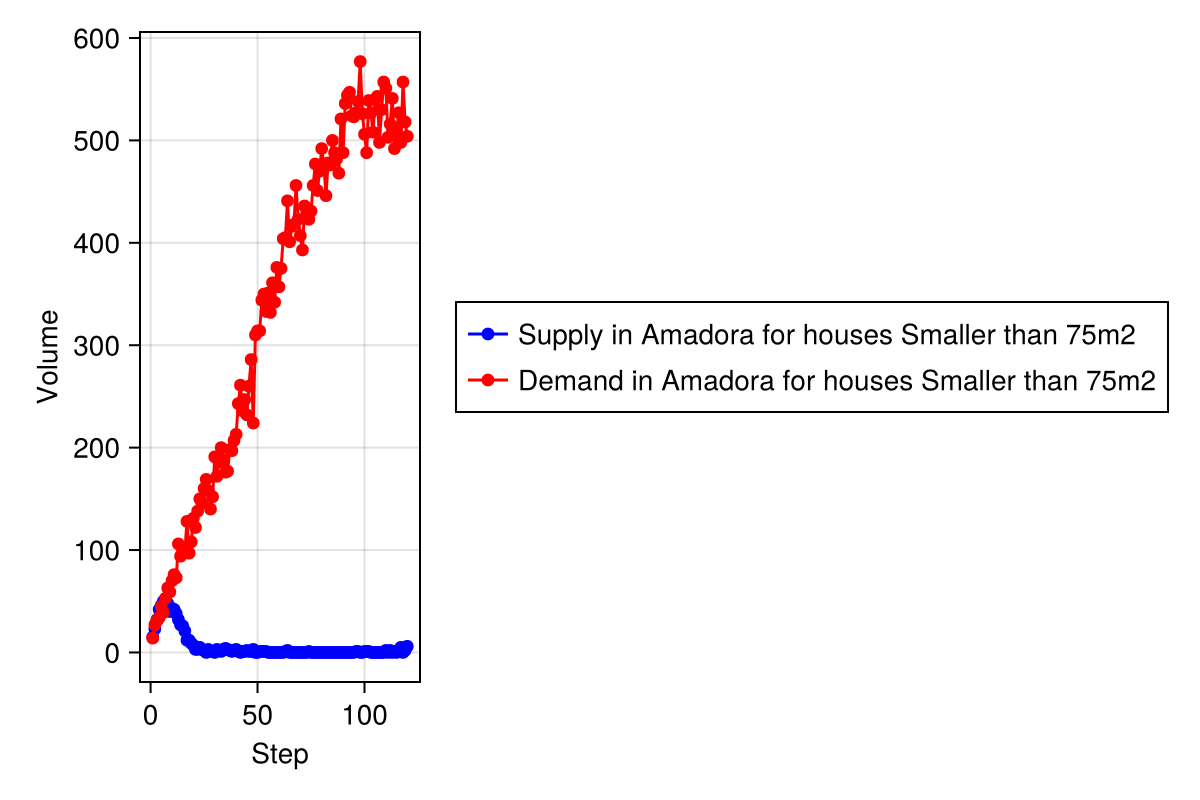 600
500
400
300
200
100
0
Volume
0 50 100
Step
Supply in Amadora for houses Smaller than 75m2
Demand in Amadora for houses Smaller than 75m2